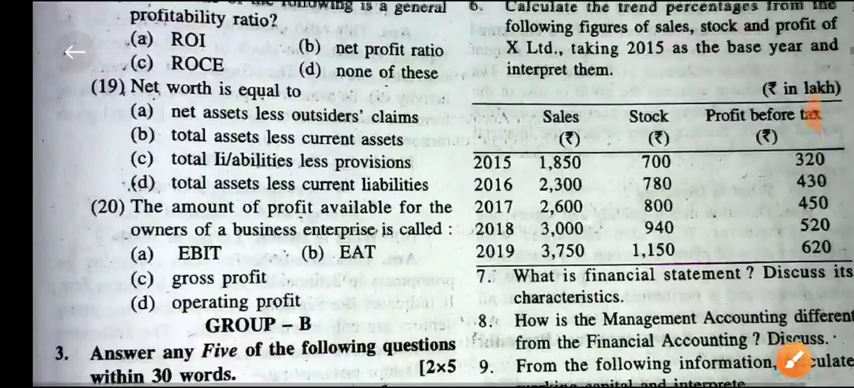 following is a general
profitability ratio?
(a) ROI
(b) net profit ratio
(c) ROCE
(d) none of these
(19) Net worth is equal to
(a) net assets less outsiders' claims
(b) total assets less current assets
(c) total Ii/abilities less provisions
(d) total assets less current liabilities
(20) The amount of profit available for the
owners of a business enterprise is called :
(a) EBIT (b) EAT
(c) gross profit
(d) operating profit
GROUP – B
3. Answer any Five of the following questions
within 30 words. [2×5
6. Calculate the trend percentages from the
following figures of sales, stock and profit of
X Ltd., taking 2015 as the base year and
interpret them.
(₹ in lakh)
Sales Stock Profit before tax
(₹) (₹) (₹)
2015 1,850 700 320
2016 2,300 780 430
2017 2,600 800 450
2018 3,000 940 520
2019 3,750 1,150 620
7. What is financial statement ? Discuss its
characteristics.
8. How is the Management Accounting different
from the Financial Accounting ? Discuss.
9. From the following information,
working capital and interprete